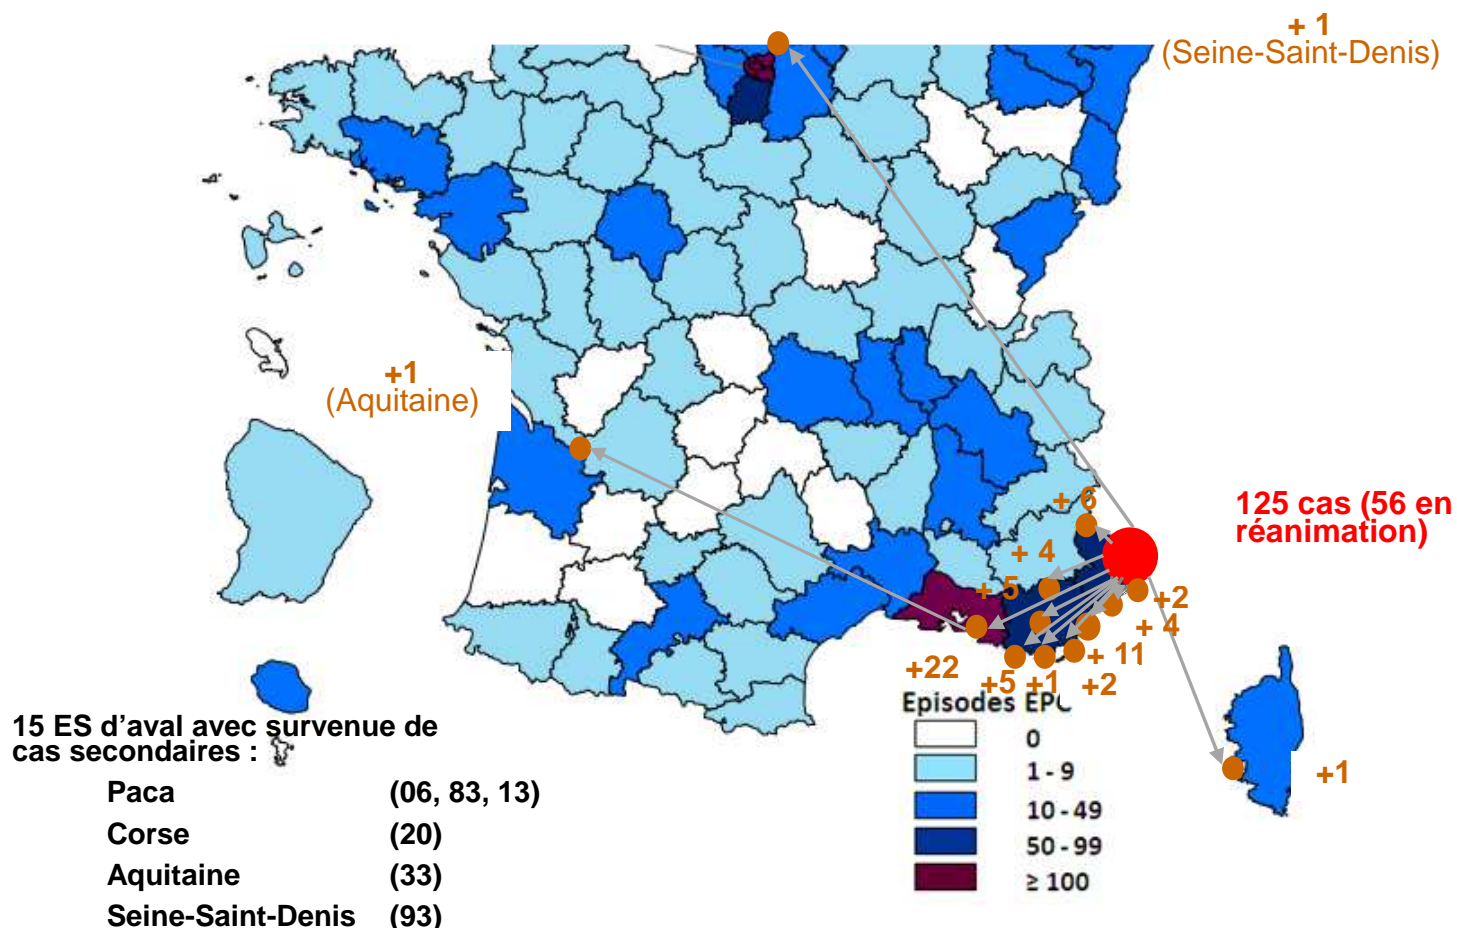 + 1
(Seine-Saint-Denis)
+1
(Aquitaine)
125 cas (56 en
réanimation)
+ 6
+ 4
+ 5
+2
+ 4
+ 11
+22
+5
+1
+2
+1
Episodes EPC
0
1 - 9
10 - 49
50 - 99
≥ 100
15 ES d'aval avec survenue de
cas secondaires :
Paca (06, 83, 13)
Corse (20)
Aquitaine (33)
Seine-Saint-Denis (93)